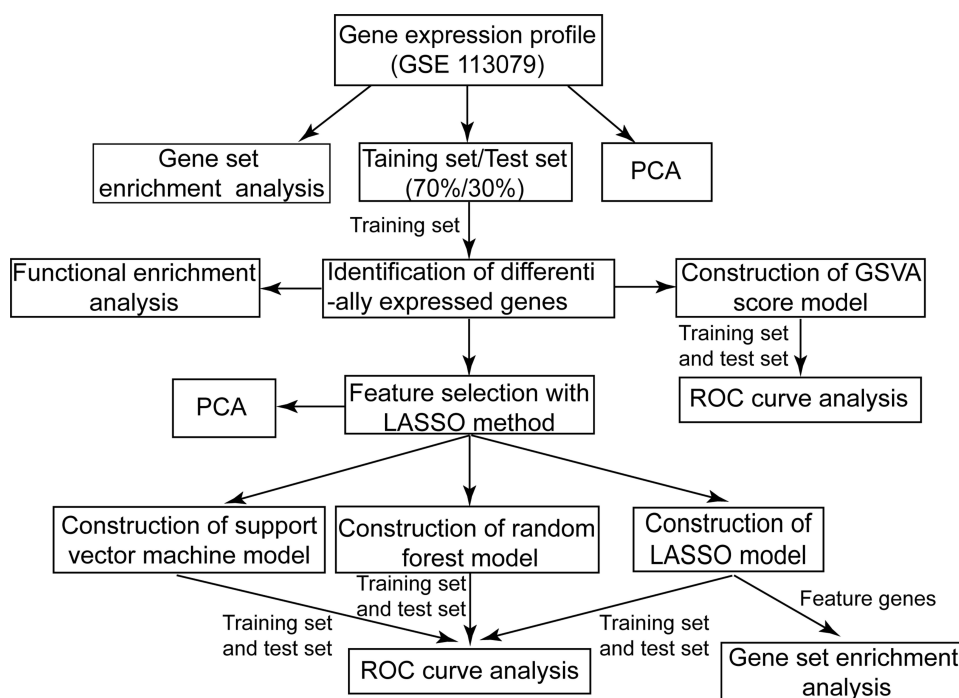 Gene expression profile
(GSE 113079)
Gene set
enrichment analysis
Taining set/Test set
(70%/30%)
PCA
Training set
Functional enrichment
analysis
Identification of differenti
-ally expressed genes
Construction of GSVA
score model
Training set
and test set
PCA
Feature selection with
LASSO method
ROC curve analysis
Construction of support
vector machine model
Construction of random
forest model
Construction of
LASSO model
Training set
and test set
Training set
and test set
Training set
and test set
Feature genes
ROC curve analysis
Gene set enrichment
analysis